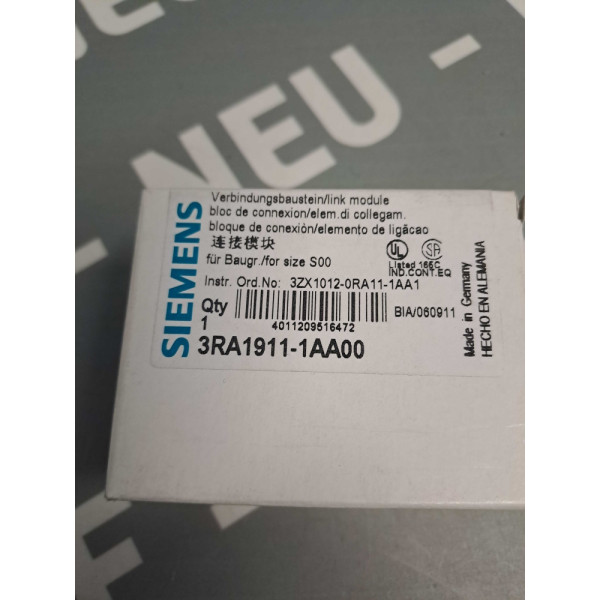 NEU -
SIEMENS
Verbindungsbaustein/link module
bloc de connexion/elem.di collegam.
bloque de conexión/elemento de ligãcao
连接模块
für Baugr./for size S00
UL
SA
Listed 165C
IND.CONT.EQ
Instr. Ord.No: 3ZX1012-0RA11-1AA1
Qty
1
4011209516472
BIA/060911
3RA1911-1AA00
Made in Germany
HECHO EN ALEMANIA